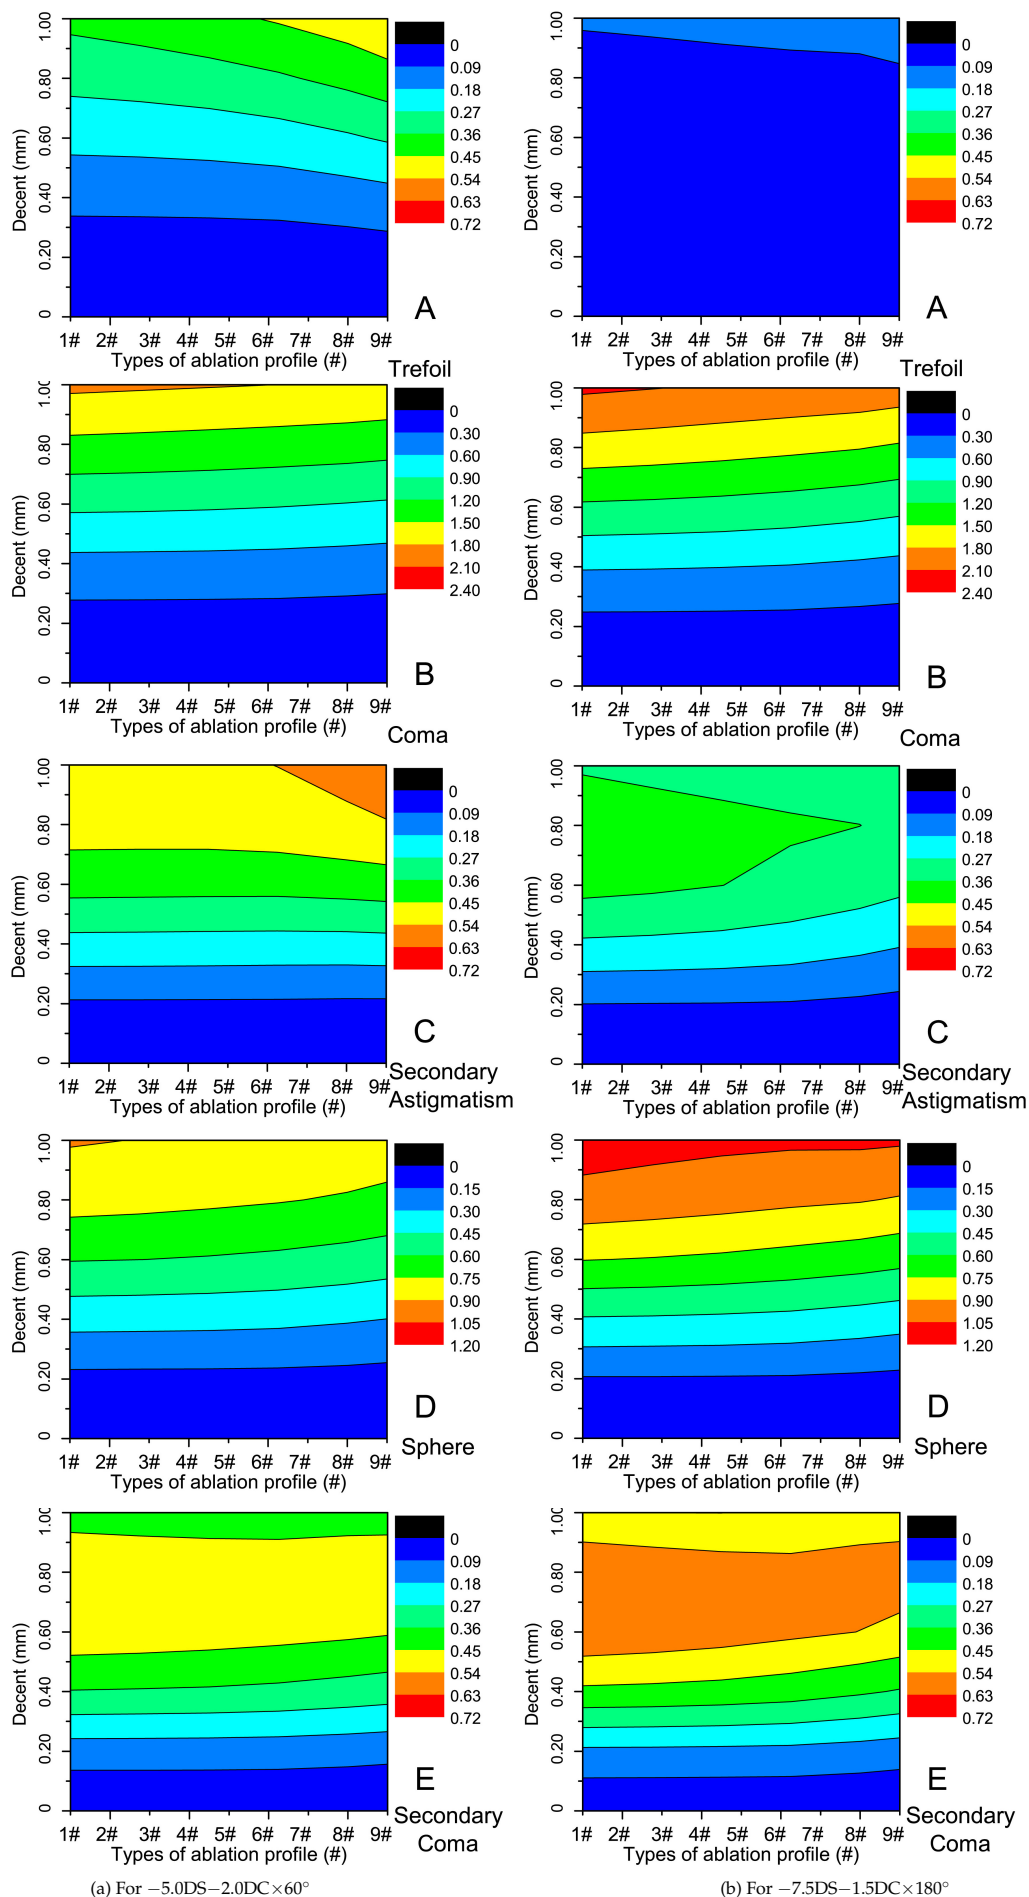 1.00
0.80
0.60
0.40
0.20
0
Decent (mm)
1# 2# 3# 4# 5# 6# 7# 8# 9#
Types of ablation profile (#)
0
0.09
0.18
0.27
0.36
0.45
0.54
0.63
0.72
A
Trefoil
1.00
0.80
0.60
0.40
0.20
0
Decent (mm)
1# 2# 3# 4# 5# 6# 7# 8# 9#
Types of ablation profile (#)
0
0.09
0.18
0.27
0.36
0.45
0.54
0.63
0.72
A
Trefoil
1.00
0.80
0.60
0.40
0.20
0
Decent (mm)
1# 2# 3# 4# 5# 6# 7# 8# 9#
Types of ablation profile (#)
0
0.30
0.60
0.90
1.20
1.50
1.80
2.10
2.40
B
Coma
1.00
0.80
0.60
0.40
0.20
0
Decent (mm)
1# 2# 3# 4# 5# 6# 7# 8# 9#
Types of ablation profile (#)
0
0.30
0.60
0.90
1.20
1.50
1.80
2.10
2.40
B
Coma
1.00
0.80
0.60
0.40
0.20
0
Decent (mm)
1# 2# 3# 4# 5# 6# 7# 8# 9#
Types of ablation profile (#)
0
0.09
0.18
0.27
0.36
0.45
0.54
0.63
0.72
C
Secondary
Astigmatism
1.00
0.80
0.60
0.40
0.20
0
Decent (mm)
1# 2# 3# 4# 5# 6# 7# 8# 9#
Types of ablation profile (#)
0
0.09
0.18
0.27
0.36
0.45
0.54
0.63
0.72
C
Secondary
Astigmatism
1.00
0.80
0.60
0.40
0.20
0
Decent (mm)
1# 2# 3# 4# 5# 6# 7# 8# 9#
Types of ablation profile (#)
0
0.15
0.30
0.45
0.60
0.75
0.90
1.05
1.20
D
Sphere
1.00
0.80
0.60
0.40
0.20
0
Decent (mm)
1# 2# 3# 4# 5# 6# 7# 8# 9#
Types of ablation profile (#)
0
0.15
0.30
0.45
0.60
0.75
0.90
1.05
1.20
D
Sphere
1.00
0.80
0.60
0.40
0.20
0
Decent (mm)
1# 2# 3# 4# 5# 6# 7# 8# 9#
Types of ablation profile (#)
0
0.09
0.18
0.27
0.36
0.45
0.54
0.63
0.72
E
Secondary
Coma
1.00
0.80
0.60
0.40
0.20
0
Decent (mm)
1# 2# 3# 4# 5# 6# 7# 8# 9#
Types of ablation profile (#)
0
0.09
0.18
0.27
0.36
0.45
0.54
0.63
0.72
E
Secondary
Coma
(a) For −5.0DS−2.0DC×60°
(b) For −7.5DS−1.5DC×180°